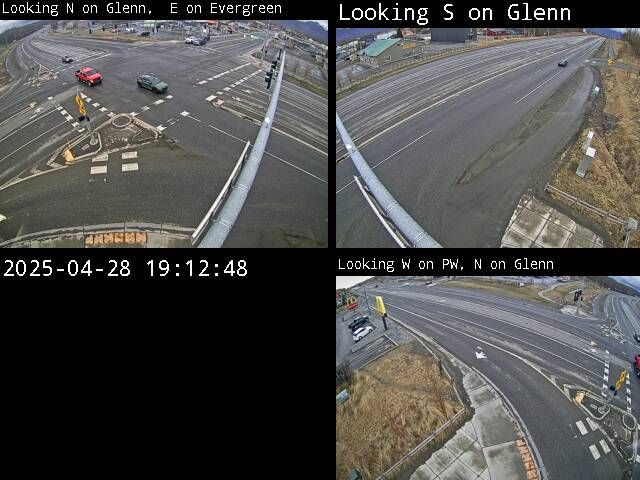 Looking N on Glenn, E on Evergreen
Looking S on Glenn
2025-04-28 19:12:48
Looking W on PW, N on Glenn